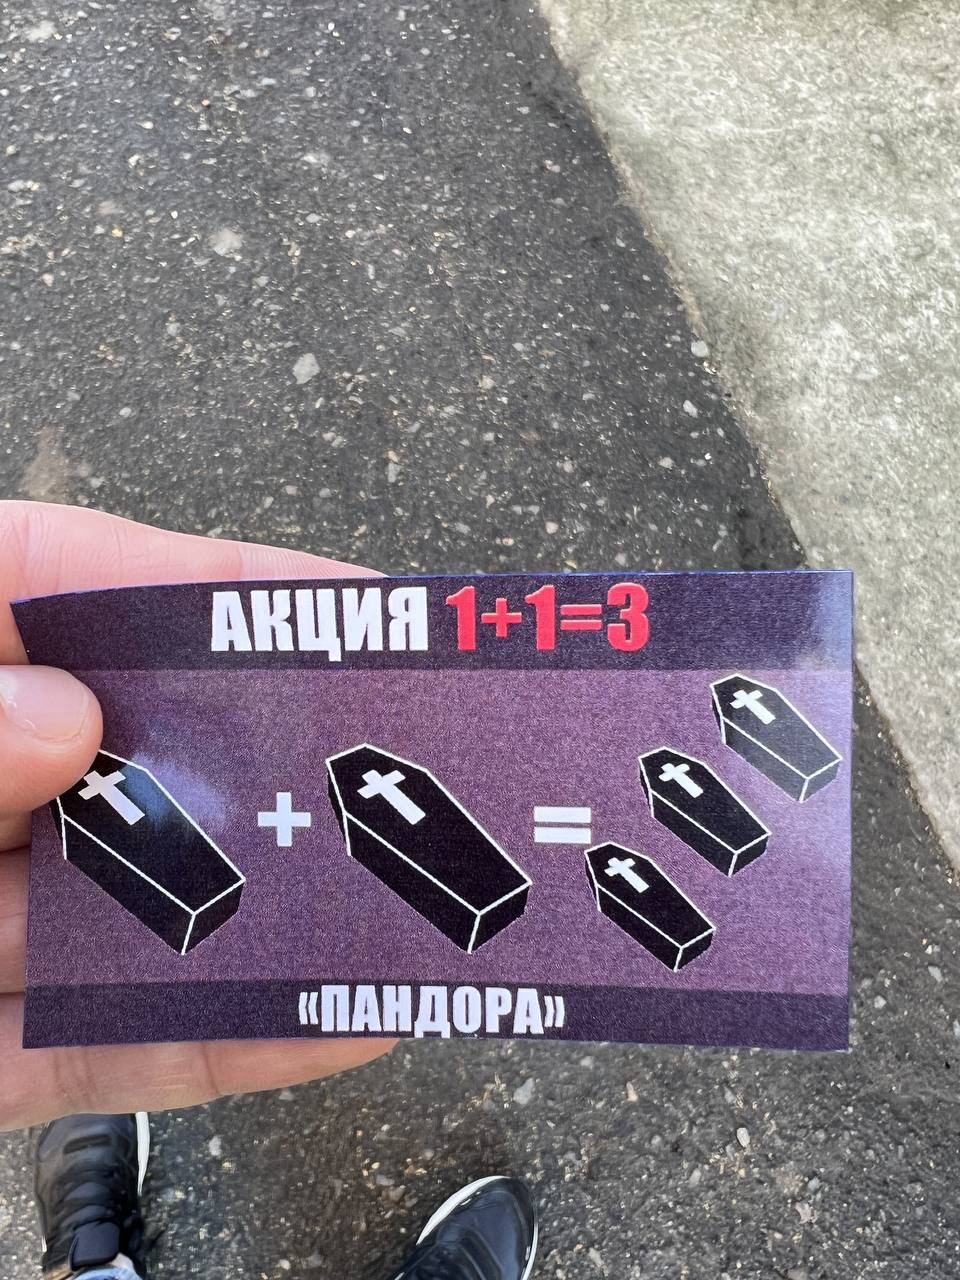 АКЦИЯ 1+1=3
+ =
«ПАНДОРА»